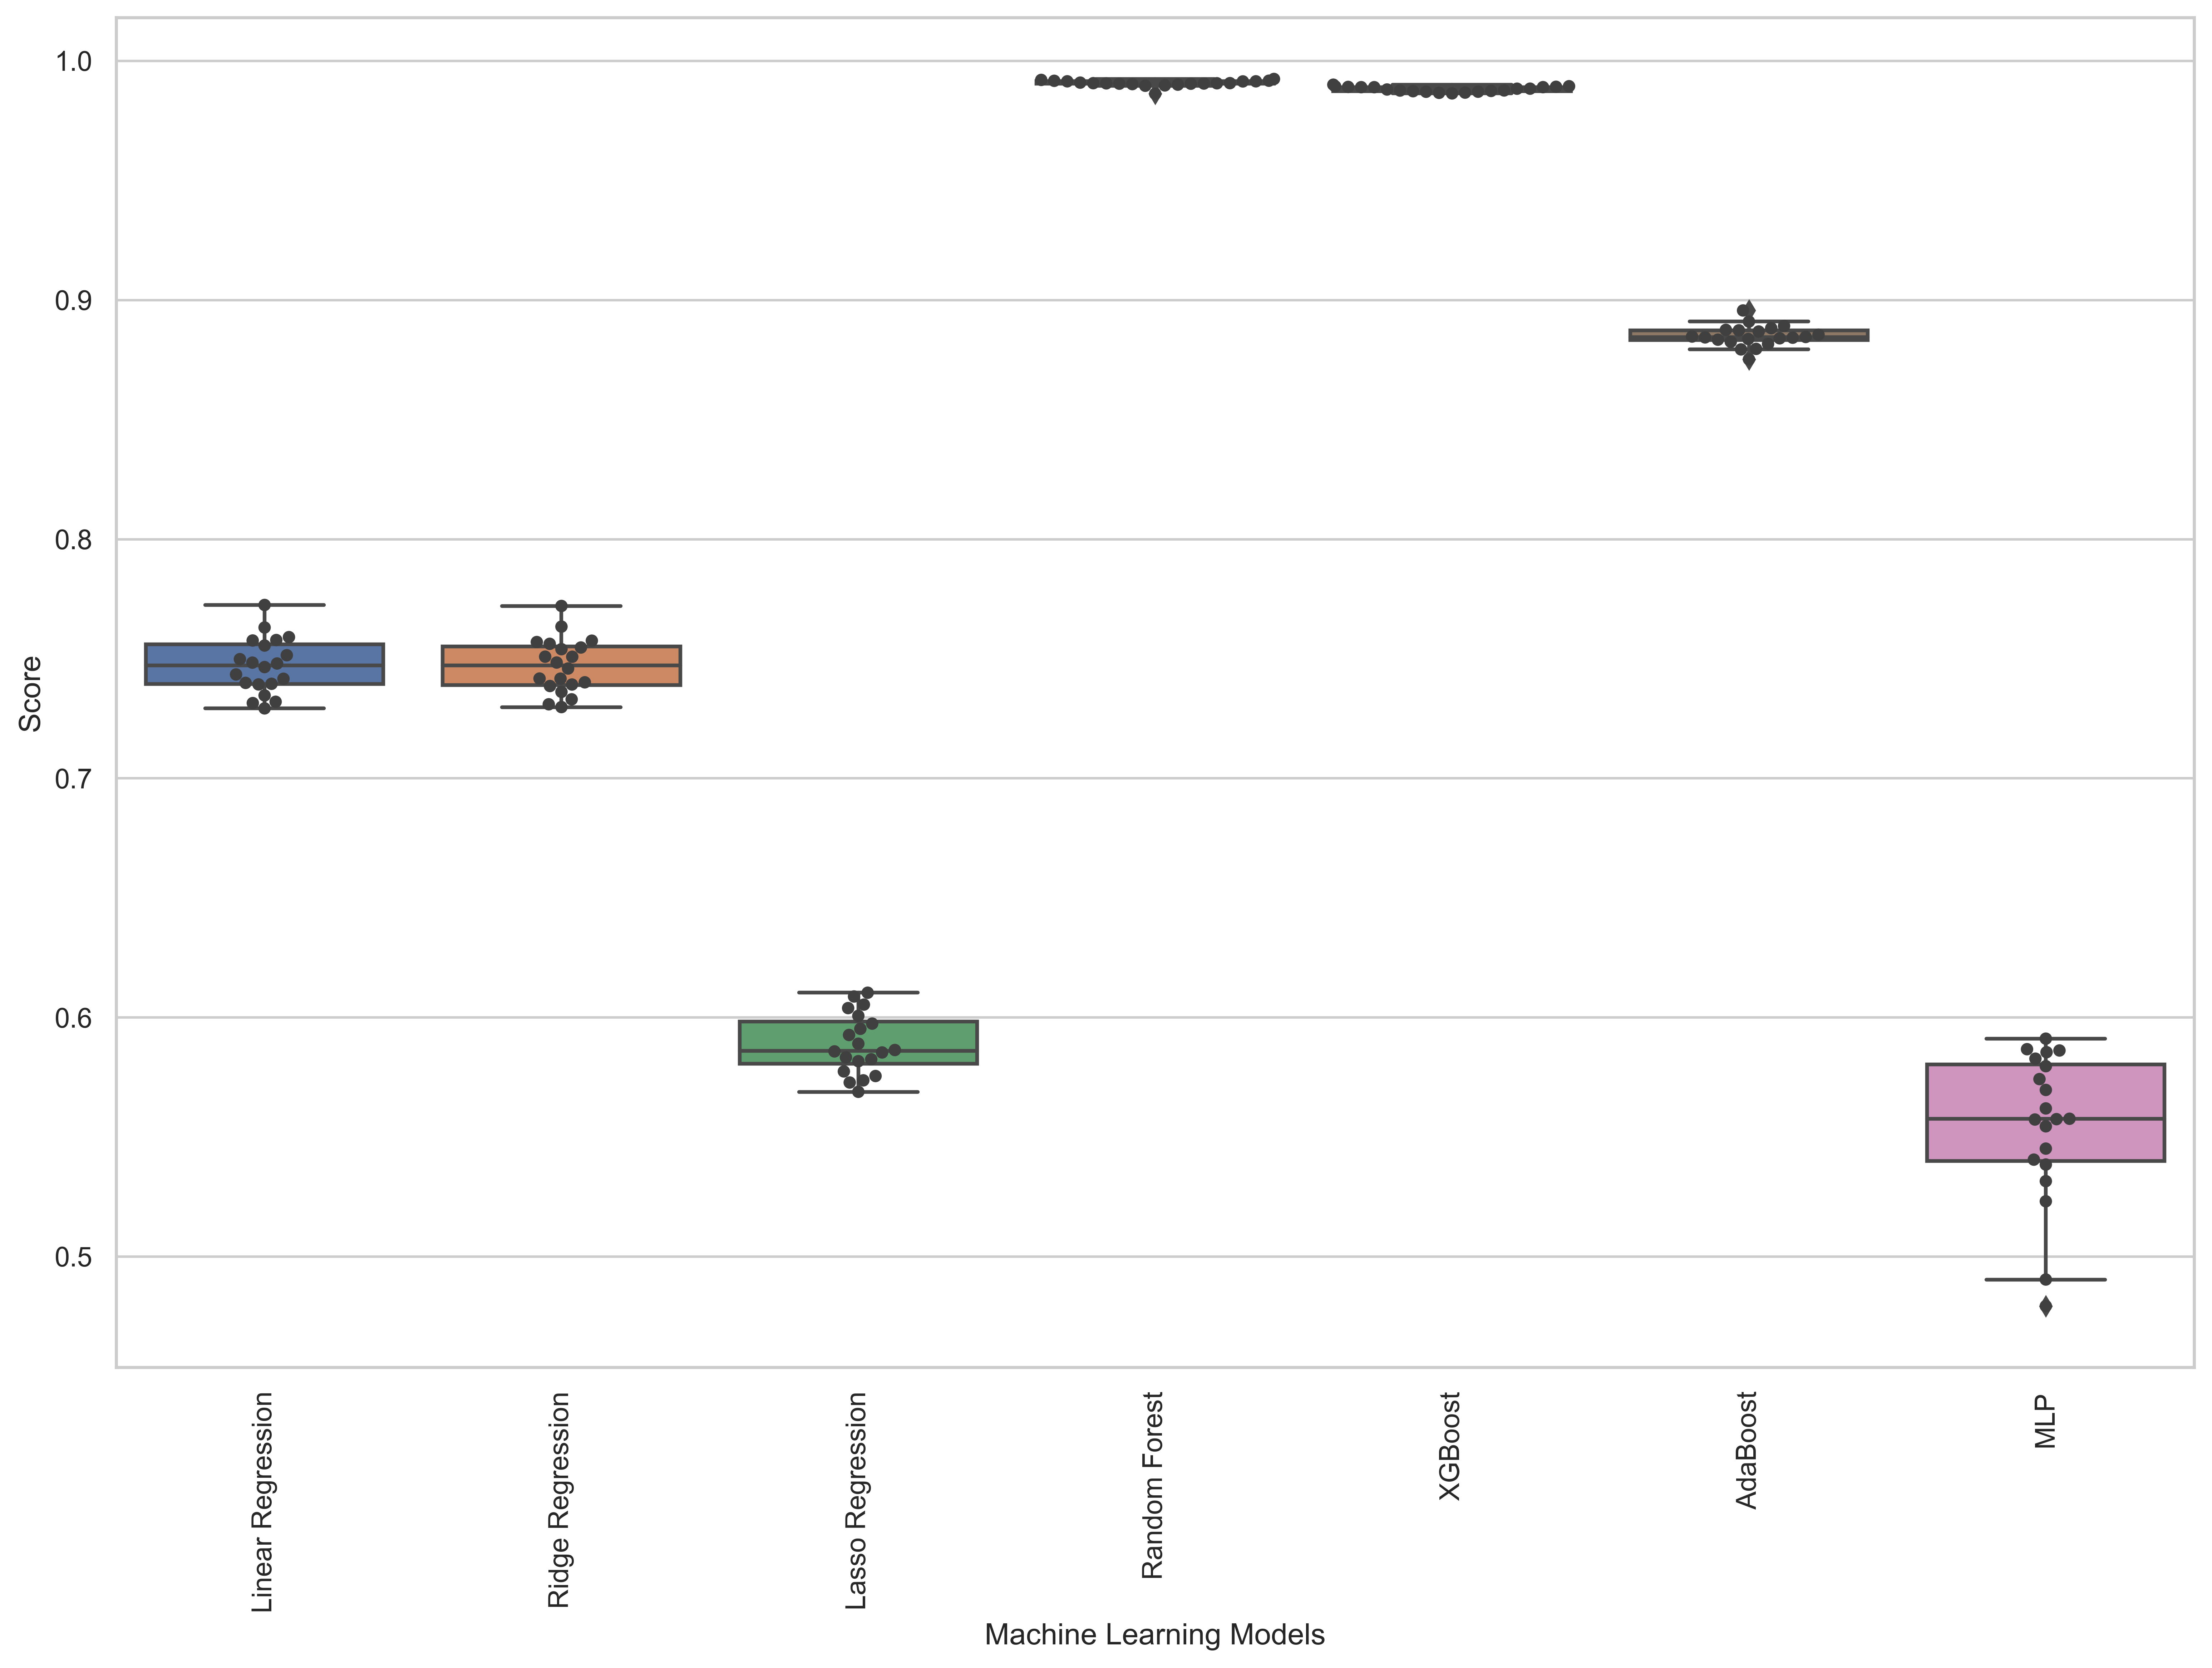 1.0
0.9
0.8
0.7
0.6
0.5
Score
Linear Regression
Ridge Regression
Lasso Regression
Random Forest
XGBoost
AdaBoost
MLP
Machine Learning Models